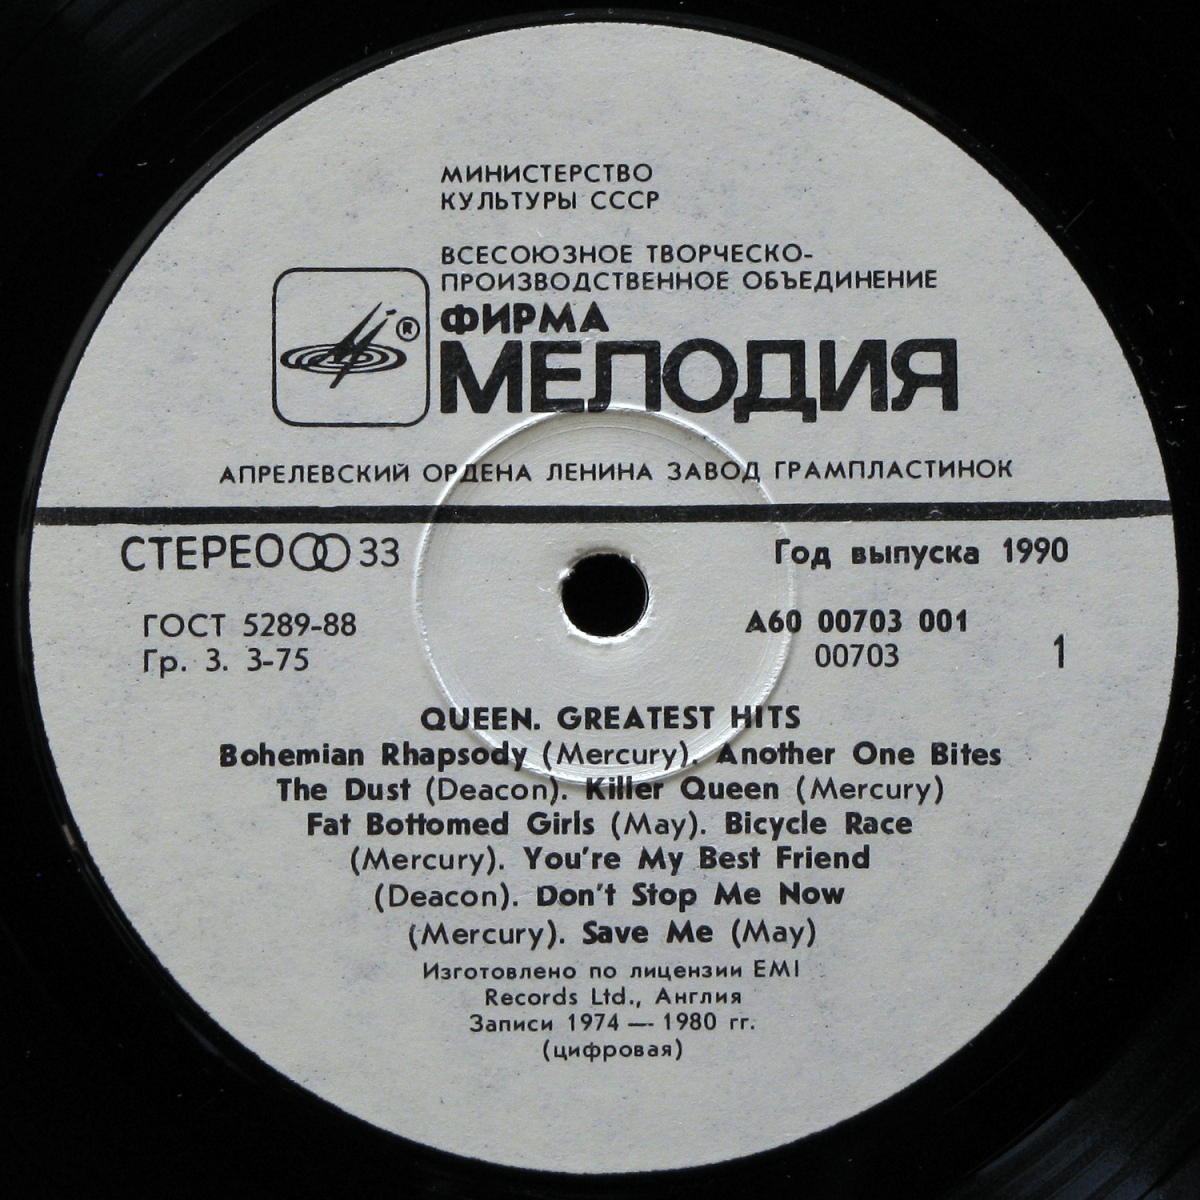 МИНИСТЕРСТВО
КУЛЬТУРЫ СССР
ВСЕСОЮЗНОЕ ТВОРЧЕСКО-
ПРОИЗВОДСТВЕННОЕ ОБЪЕДИНЕНИЕ
®
ФИРМА
МЕЛОДИЯ
АПРЕЛЕВСКИЙ ОРДЕНА ЛЕНИНА ЗАВОД ГРАМПЛАСТИНОК
СТЕРЕО 33
Год выпуска 1990
ГОСТ 5289-88
А60 00703 001
Гр. 3. 3-75
00703
1
QUEEN. GREATEST HITS
Bohemian Rhapsody (Mercury). Another One Bites
The Dust (Deacon). Killer Queen (Mercury)
Fat Bottomed Girls (May). Bicycle Race
(Mercury). You're My Best Friend
(Deacon). Don't Stop Me Now
(Mercury). Save Me (May)
Изготовлено по лицензии EMI
Records Ltd., Англия
Записи 1974 — 1980 гг.
(цифровая)